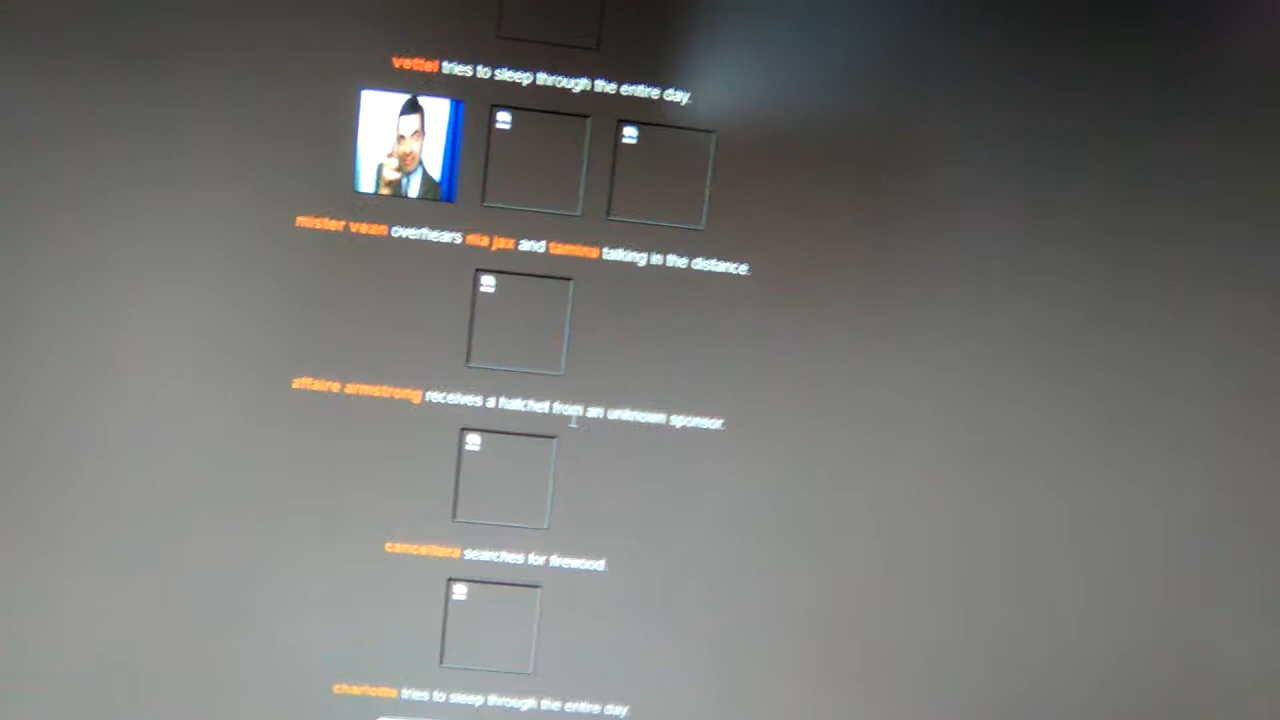 vettel tries to sleep through the entire day.
mister vean overhears nia jax and tamina talking in the distance.
affaire armstrong receives a hatchet from an unknown sponsor.
cancellara searches for firewood.
charlotte tries to sleep through the entire day.